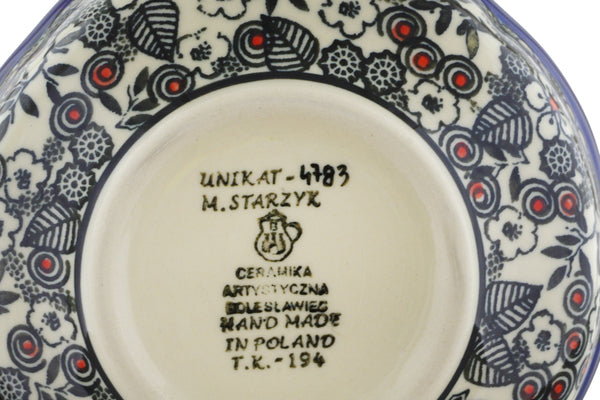 UNIKAT - 4783
M. STARZYK
CERAMIKA
ARTYSTYCZNA
BOLESŁAWIEC
HAND MADE
IN POLAND
T.K. - 194